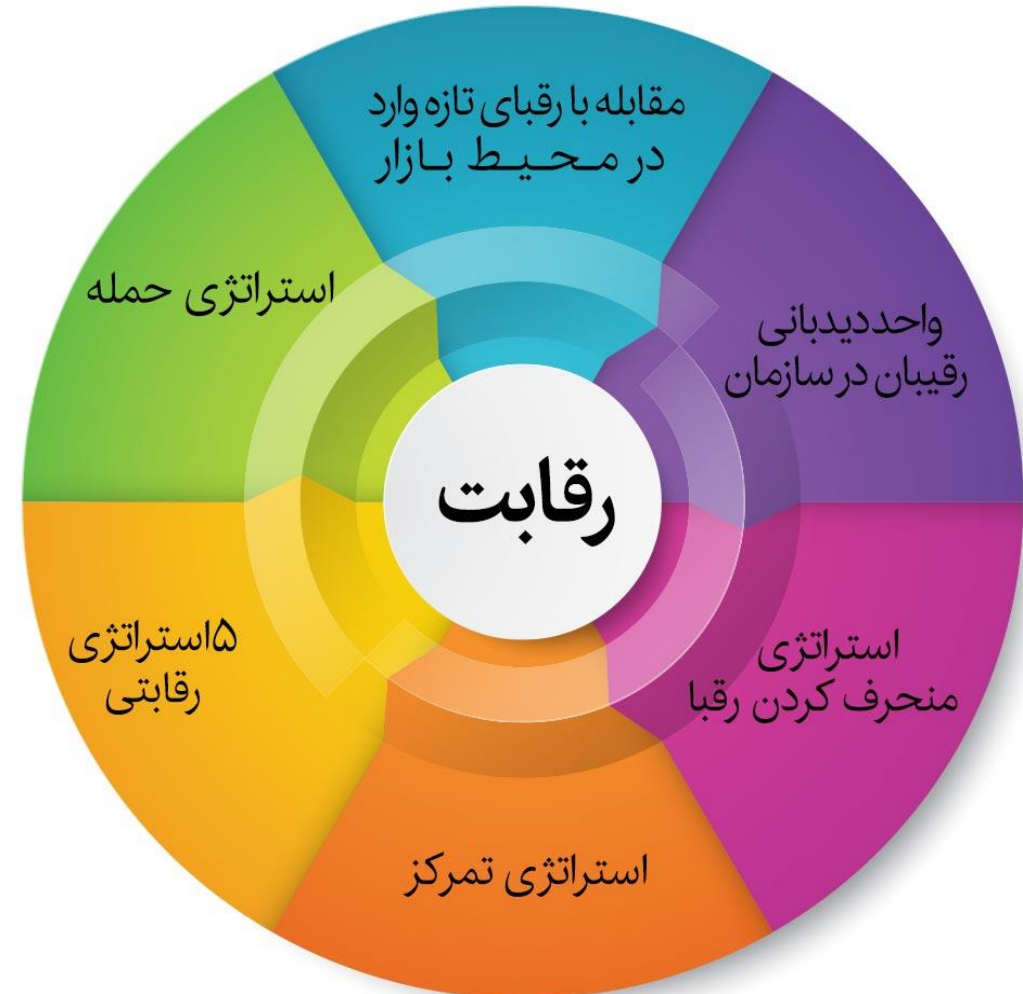 مقابله با رقبای تازه وارد
در محیط بازار
واحد دیدبانی
رقیبان در سازمان
استراتژی
منحرف کردن رقبا
استراتژی تمرکز
۵استراتژی
رقابتی
استراتژی حمله
رقابت